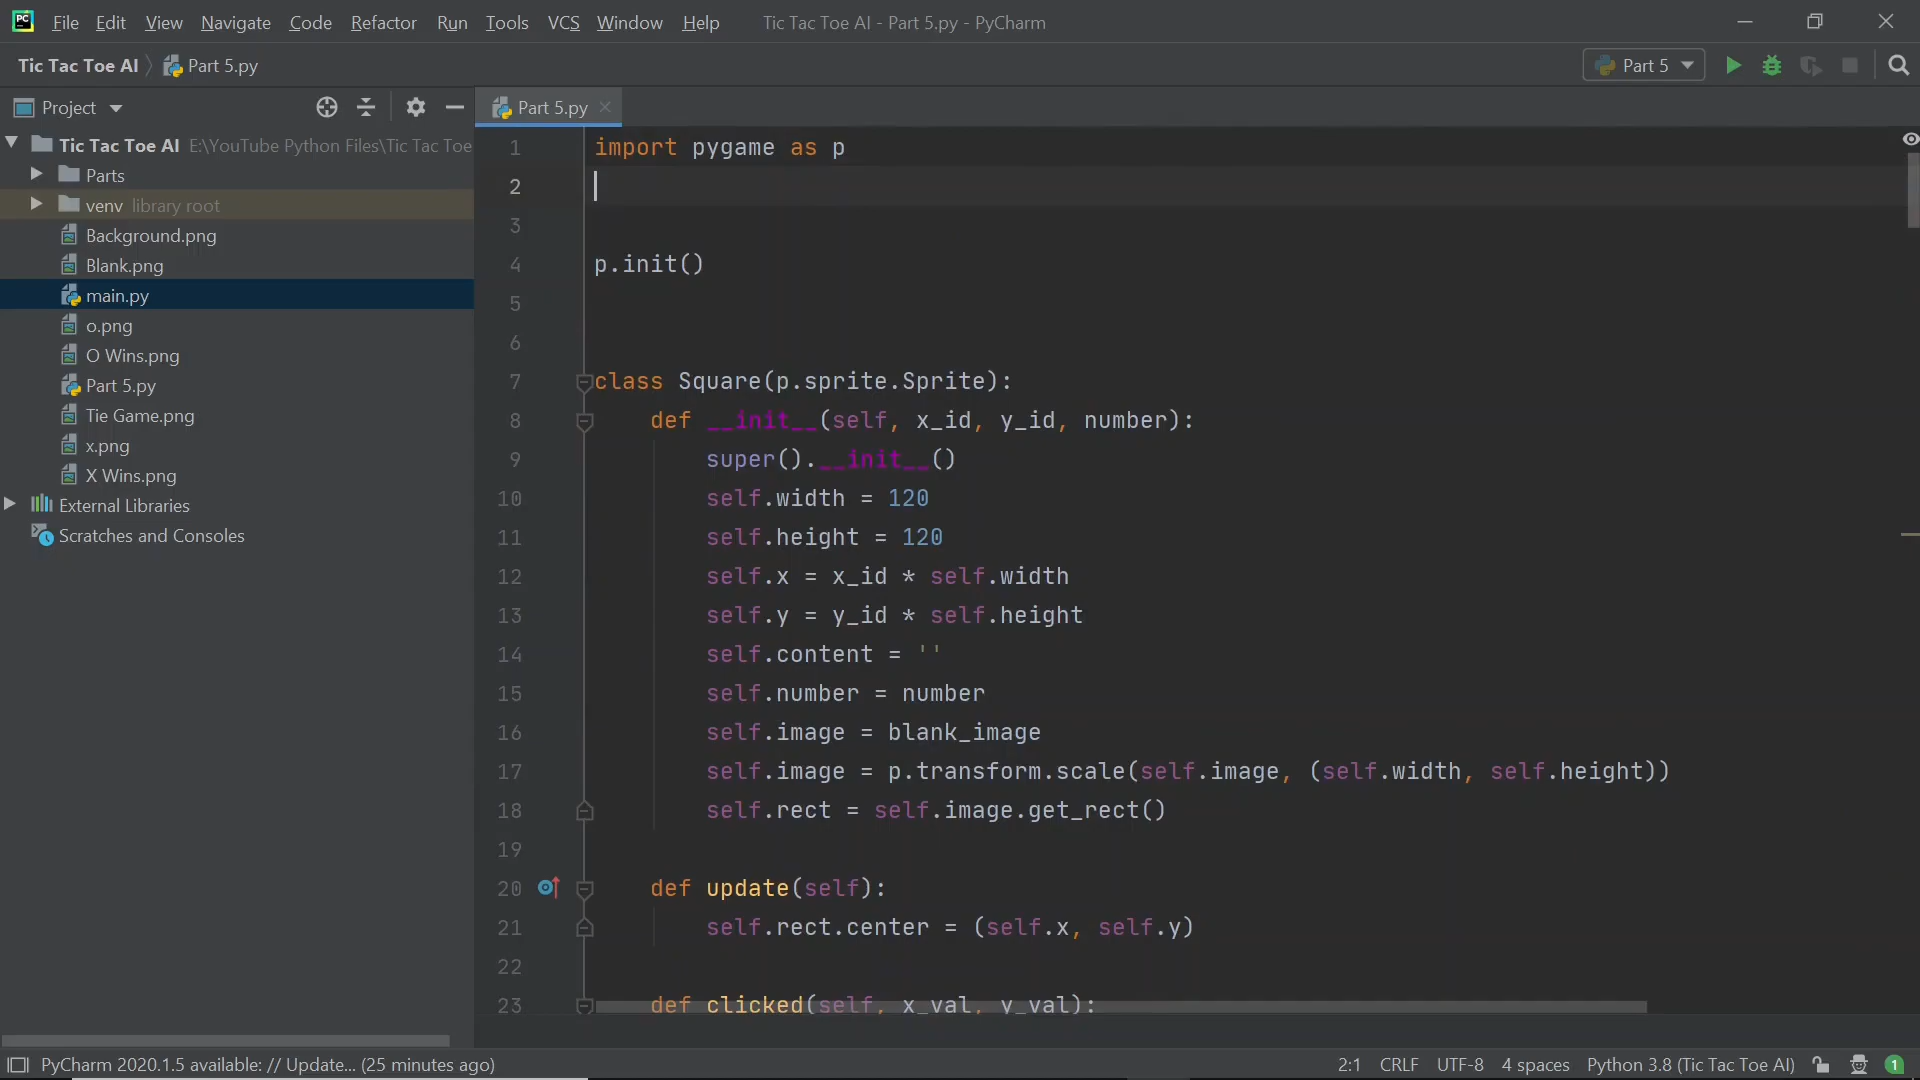 PC File Edit View Navigate Code Refactor Run Tools VCS Window Help Tic Tac Toe AI - Part 5.py - PyCharm
Tic Tac Toe AI Part 5.py Part 5
Project Part 5.py
Tic Tac Toe AI E:\YouTube Python Files\Tic Tac Toe
Parts
venv library root
Background.png
Blank.png
main.py
o.png
O Wins.png
Part 5.py
Tie Game.png
x.png
X Wins.png
External Libraries
Scratches and Consoles
1 import pygame as p
2
3
4 p.init()
5
6
7 class Square(p.sprite.Sprite):
8 def __init__(self, x_id, y_id, number):
9 super().__init__()
10 self.width = 120
11 self.height = 120
12 self.x = x_id * self.width
13 self.y = y_id * self.height
14 self.content = ''
15 self.number = number
16 self.image = blank_image
17 self.image = p.transform.scale(self.image, (self.width, self.height))
18 self.rect = self.image.get_rect()
19
20 def update(self):
21 self.rect.center = (self.x, self.y)
22
23 def clicked(self, x_val, y_val):
PyCharm 2020.1.5 available: // Update... (25 minutes ago) 2:1 CRLF UTF-8 4 spaces Python 3.8 (Tic Tac Toe AI) 1